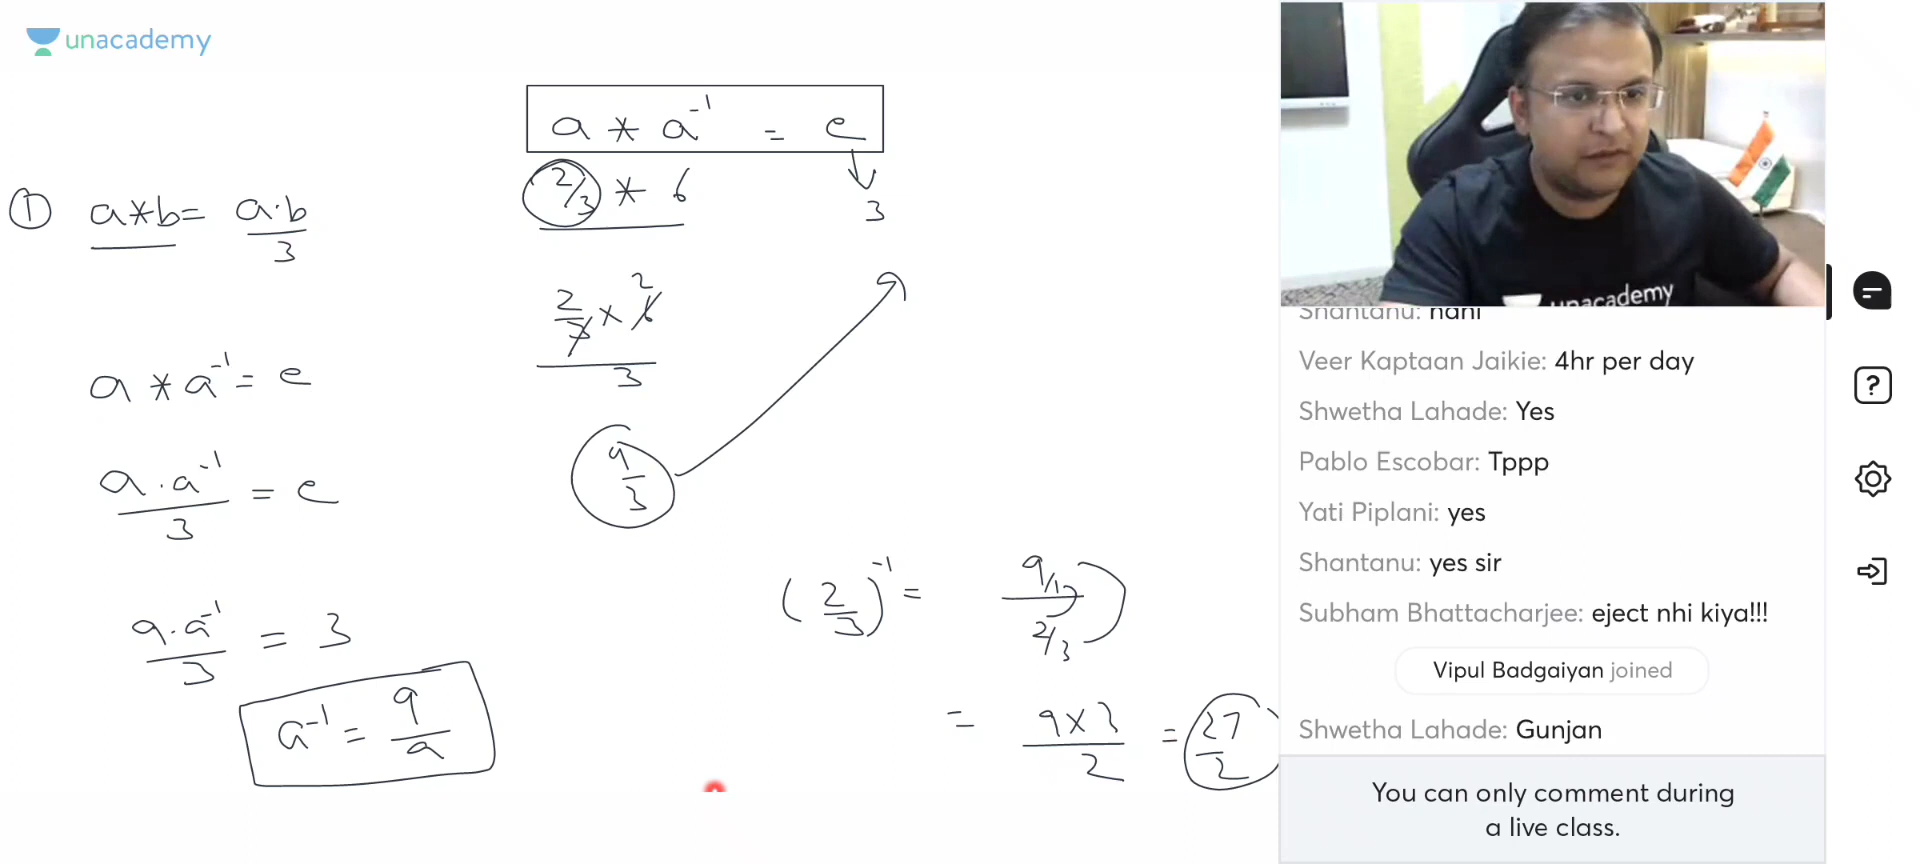 unacademy
a * a⁻¹ = e
2/3 * 6
3
① a*b = a·b/3
2/3 × 6 2
3
a * a⁻¹ = e
9/3
a·a⁻¹/3 = e
(2/3)⁻¹ =
2/3
a·a⁻¹/3 = 3
a⁻¹ = 9/a
= 9×3/2 = 27/2
unacademy
Shantanu: hani
Veer Kaptaan Jaikie: 4hr per day
Shwetha Lahade: Yes
Pablo Escobar: Tppp
Yati Piplani: yes
Shantanu: yes sir
Subham Bhattacharjee: eject nhi kiya!!!
Vipul Badgaiyan joined
Shwetha Lahade: Gunjan
You can only comment during
a live class.